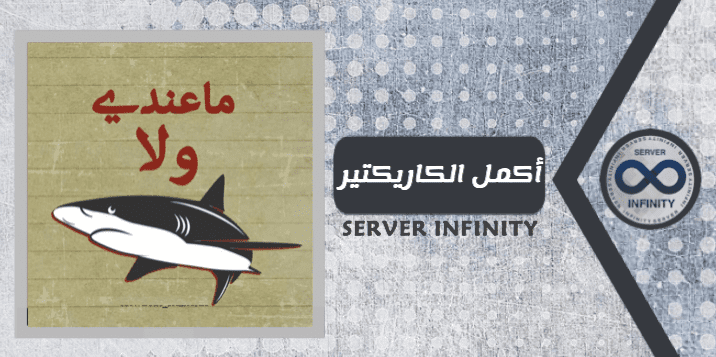 ماعندي
ولا
أكمل الكاريكتير
SERVER INFINITY
SERVER
INFINITY